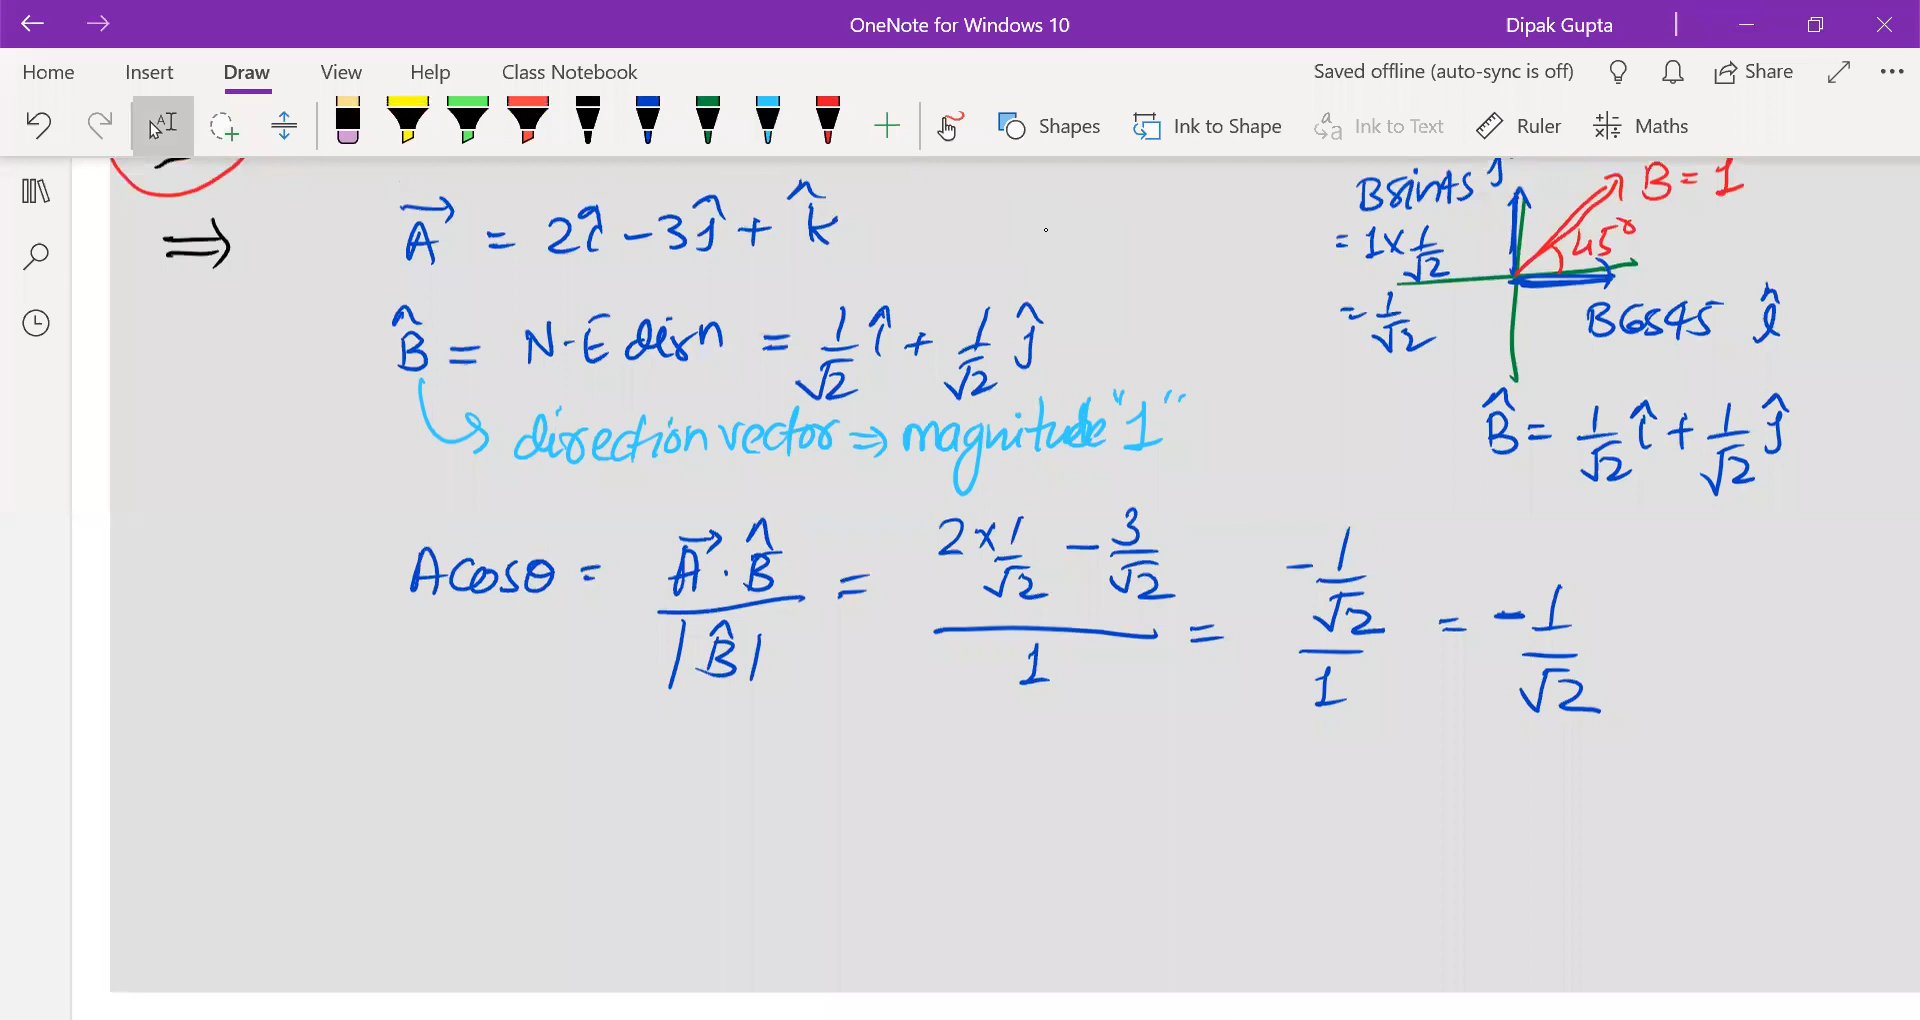 OneNote for Windows 10
Dipak Gupta
Home Insert Draw View Help Class Notebook
Saved offline (auto-sync is off) Share
Shapes Ink to Shape Ink to Text Ruler Maths
A⃗ = 2î - 3ĵ + k̂
B̂ = N-E dirn = 1/√2 î + 1/√2 ĵ
direction vector ⇒ magnitude "1"
A cosθ = A⃗ · B̂ / |B̂| = (2 × 1/√2 - 3/√2) / 1 = (-1/√2) / 1 = -1/√2
B sin45 ĵ
= 1 × 1/√2
= 1/√2
B = 1
45°
B Cos45 î
B̂ = 1/√2 î + 1/√2 ĵ